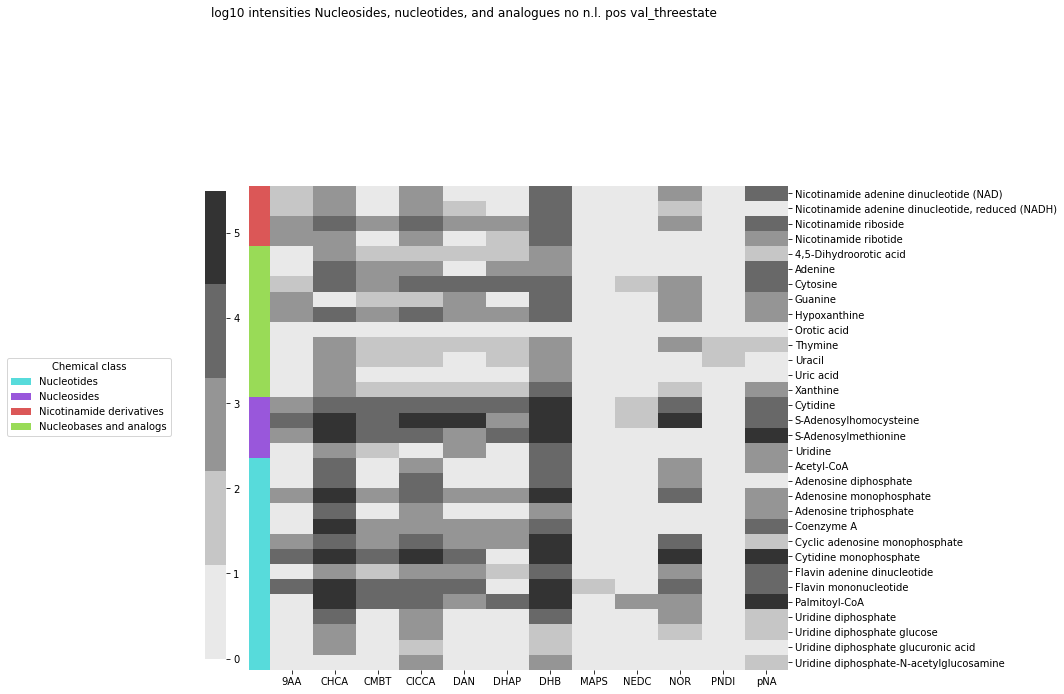 log10 intensities Nucleosides, nucleotides, and analogues no n.l. pos val_threestate
5
4
3
2
1
0
Chemical class
Nucleotides
Nucleosides
Nicotinamide derivatives
Nucleobases and analogs
Nicotinamide adenine dinucleotide (NAD)
Nicotinamide adenine dinucleotide, reduced (NADH)
Nicotinamide riboside
Nicotinamide ribotide
4,5-Dihydroorotic acid
Adenine
Cytosine
Guanine
Hypoxanthine
Orotic acid
Thymine
Uracil
Uric acid
Xanthine
Cytidine
S-Adenosylhomocysteine
S-Adenosylmethionine
Uridine
Acetyl-CoA
Adenosine diphosphate
Adenosine monophosphate
Adenosine triphosphate
Coenzyme A
Cyclic adenosine monophosphate
Cytidine monophosphate
Flavin adenine dinucleotide
Flavin mononucleotide
Palmitoyl-CoA
Uridine diphosphate
Uridine diphosphate glucose
Uridine diphosphate glucuronic acid
Uridine diphosphate-N-acetylglucosamine
9AA CHCA CMBT ClCCA DAN DHAP DHB MAPS NEDC NOR PNDI pNA